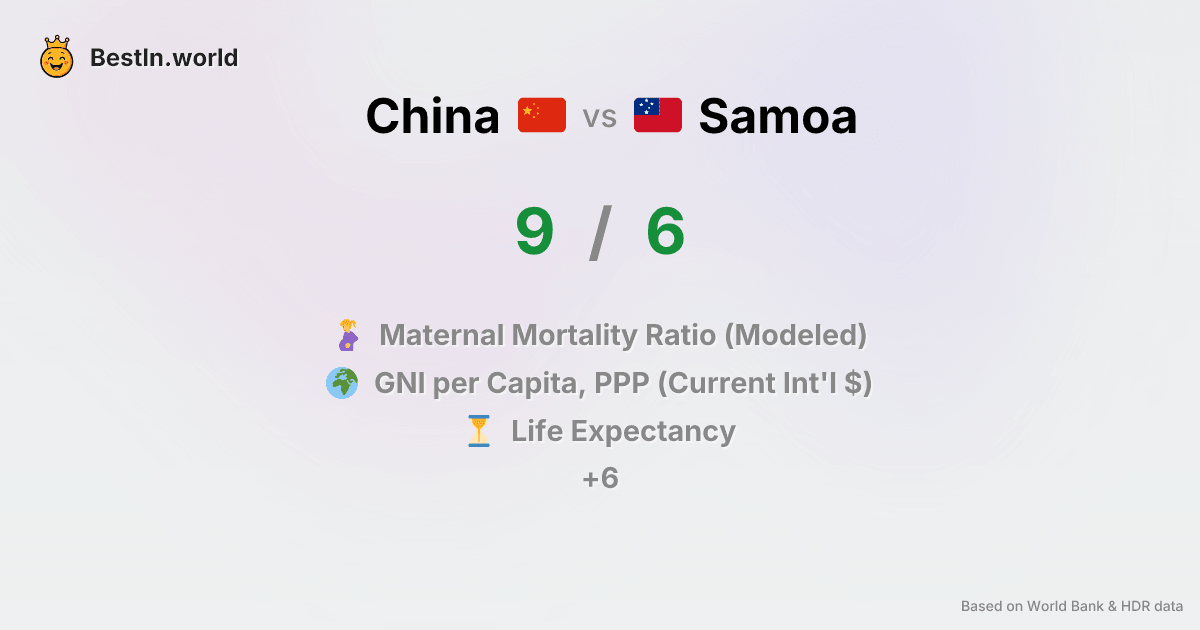 BestIn.world
China vs Samoa
9 / 6
Maternal Mortality Ratio (Modeled)
GNI per Capita, PPP (Current Int'l $)
Life Expectancy
+6
Based on World Bank & HDR data